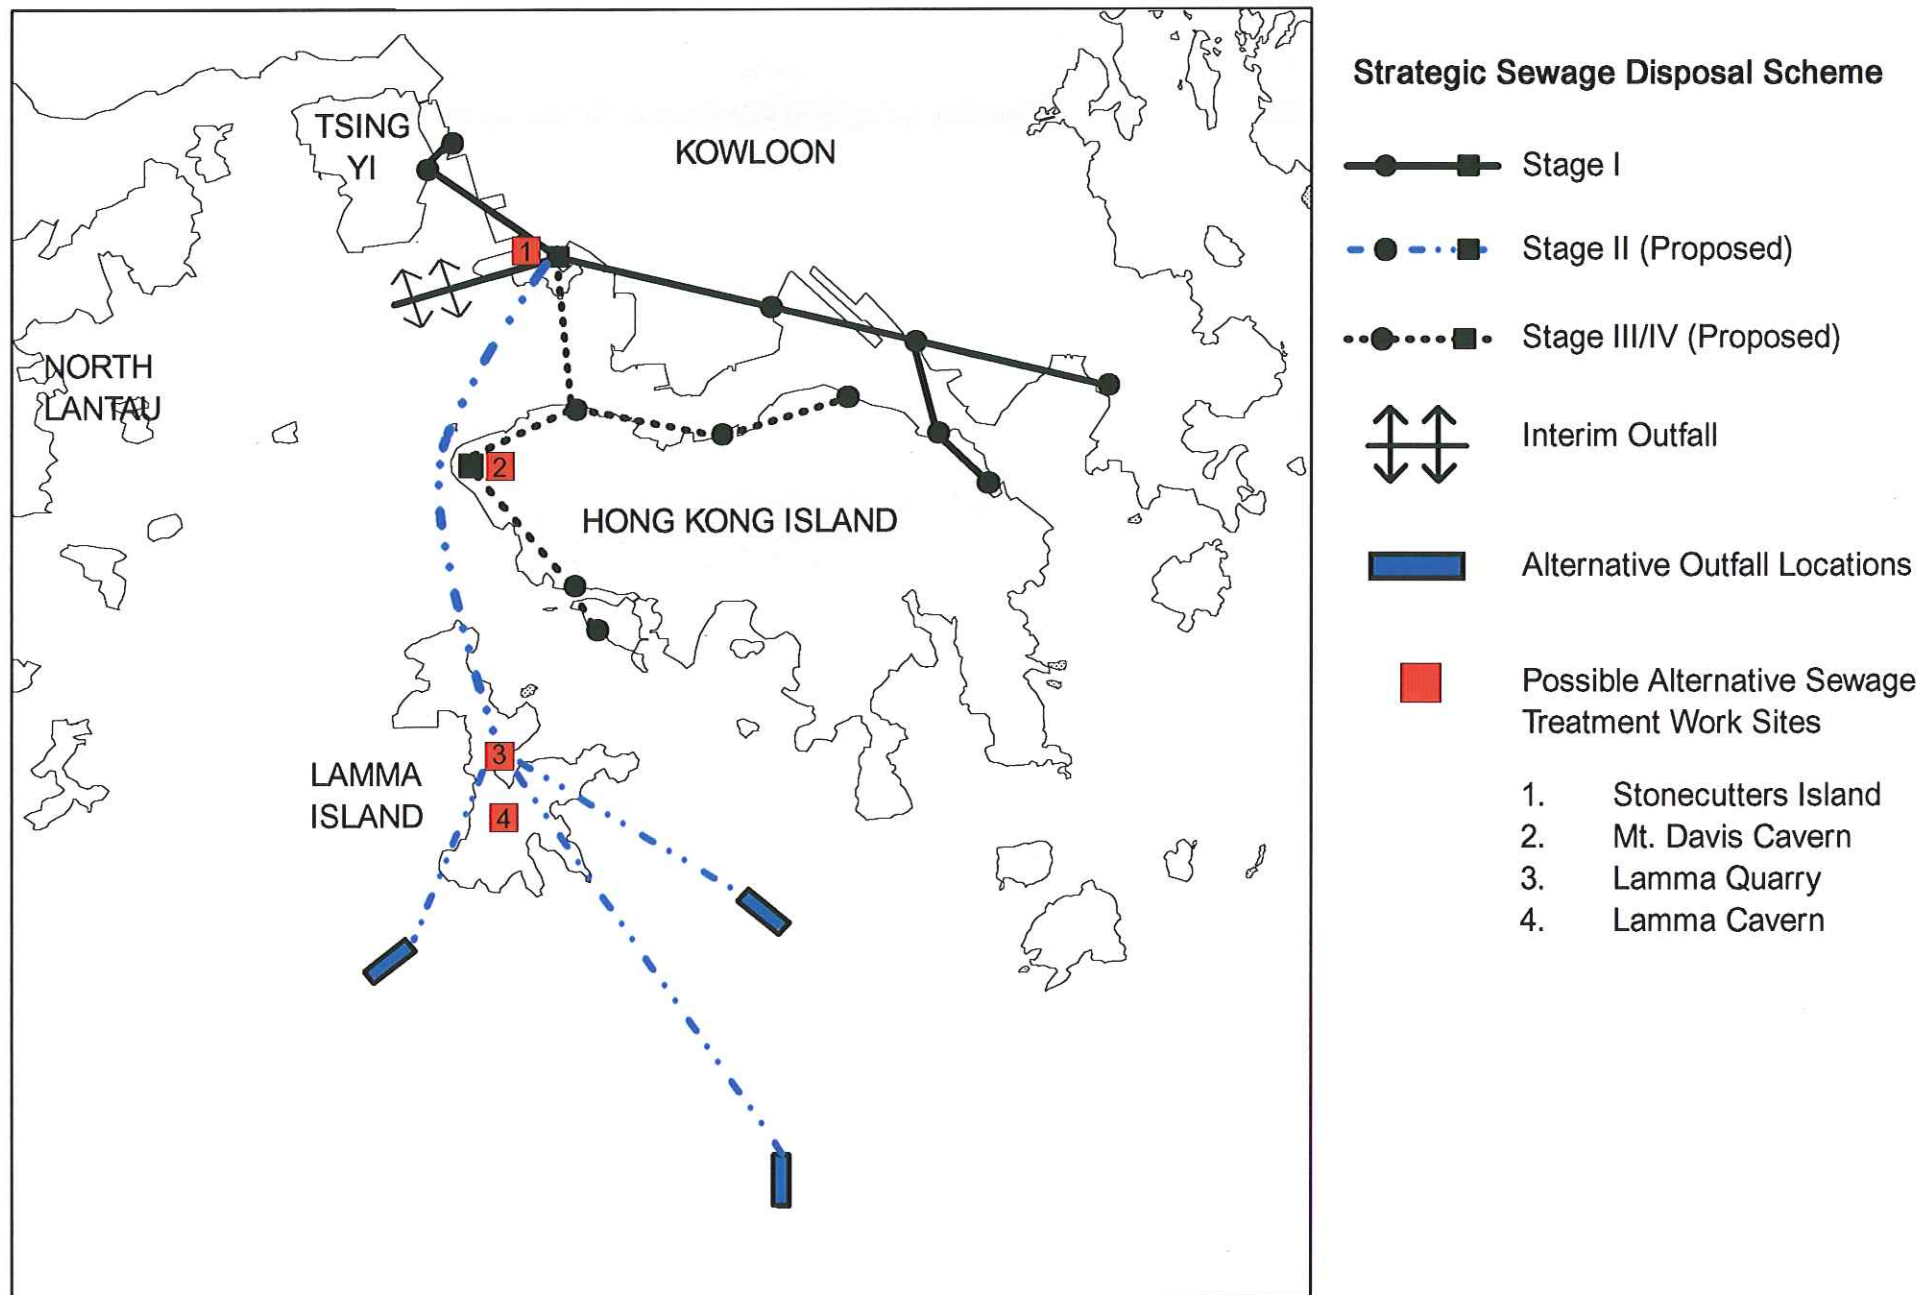 TSING
YI
KOWLOON
1
NORTH
LANTAU
2
HONG KONG ISLAND
3
LAMMA
ISLAND
4
Strategic Sewage Disposal Scheme
Stage I
Stage II (Proposed)
Stage III/IV (Proposed)
Interim Outfall
Alternative Outfall Locations
Possible Alternative Sewage
Treatment Work Sites
1. Stonecutters Island
2. Mt. Davis Cavern
3. Lamma Quarry
4. Lamma Cavern